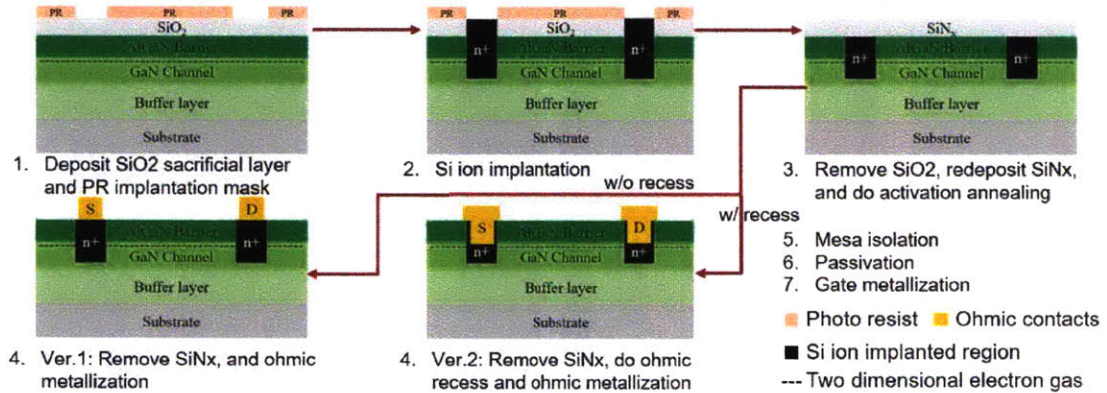 PR PR PR
SiO2
AlGaN Barrier
GaN Channel
Buffer layer
Substrate
1. Deposit SiO2 sacrificial layer
and PR implantation mask
PR PR PR
SiO2
n+ AlGaN Barrier n+
GaN Channel
Buffer layer
Substrate
2. Si ion implantation
SiNx
n+ AlGaN Barrier n+
GaN Channel
Buffer layer
Substrate
3. Remove SiO2, redeposit SiNx,
and do activation annealing
w/o recess
w/ recess
S D
AlGaN Barrier
n+ GaN Channel n+
Buffer layer
Substrate
4. Ver.1: Remove SiNx, and ohmic
metallization
S AlGaN Barrier D
n+ GaN Channel n+
Buffer layer
Substrate
4. Ver.2: Remove SiNx, do ohmic
recess and ohmic metallization
5. Mesa isolation
6. Passivation
7. Gate metallization
Photo resist Ohmic contacts
Si ion implanted region
--- Two dimensional electron gas